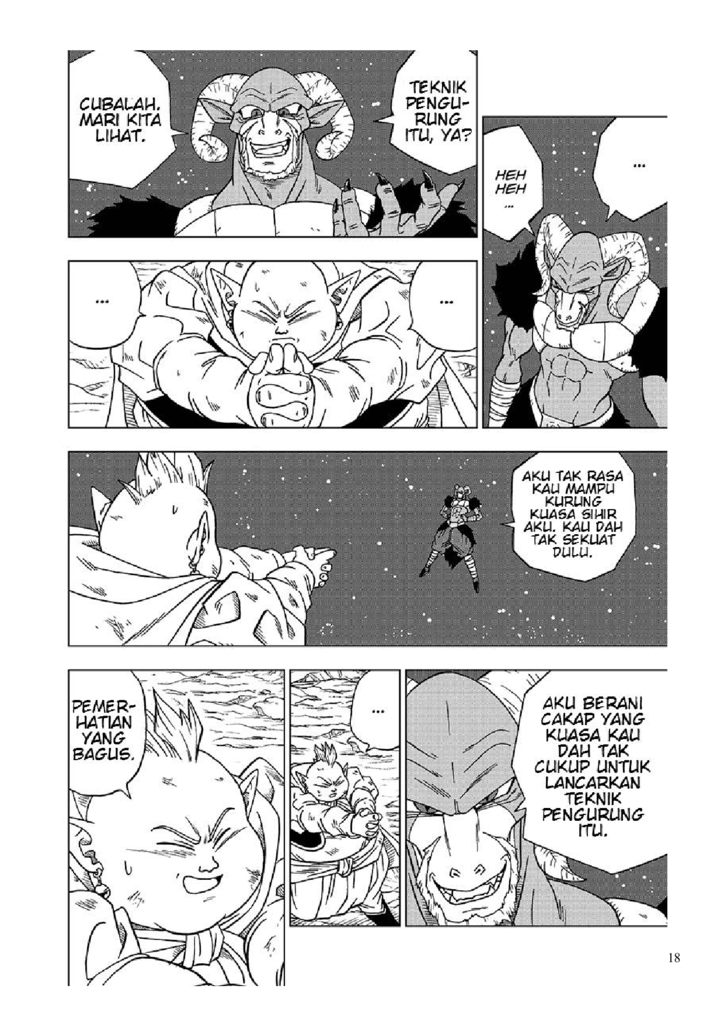 TEKNIK
PENGU-
RUNG
ITU, YA?
CUBALAH.
MARI KITA
LIHAT.
...
HEH
HEH
...
...
...
AKU TAK RASA
KAU MAMPU
KURUNG
KUASA SIHIR
AKU. KAU DAH
TAK SEKUAT
DULU.
AKU BERANI
CAKAP YANG
KUASA KAU
DAH TAK
CUKUP UNTUK
LANCARKAN
TEKNIK
PENGURUNG
ITU.
...
PEMER-
HATIAN
YANG
BAGUS.
18